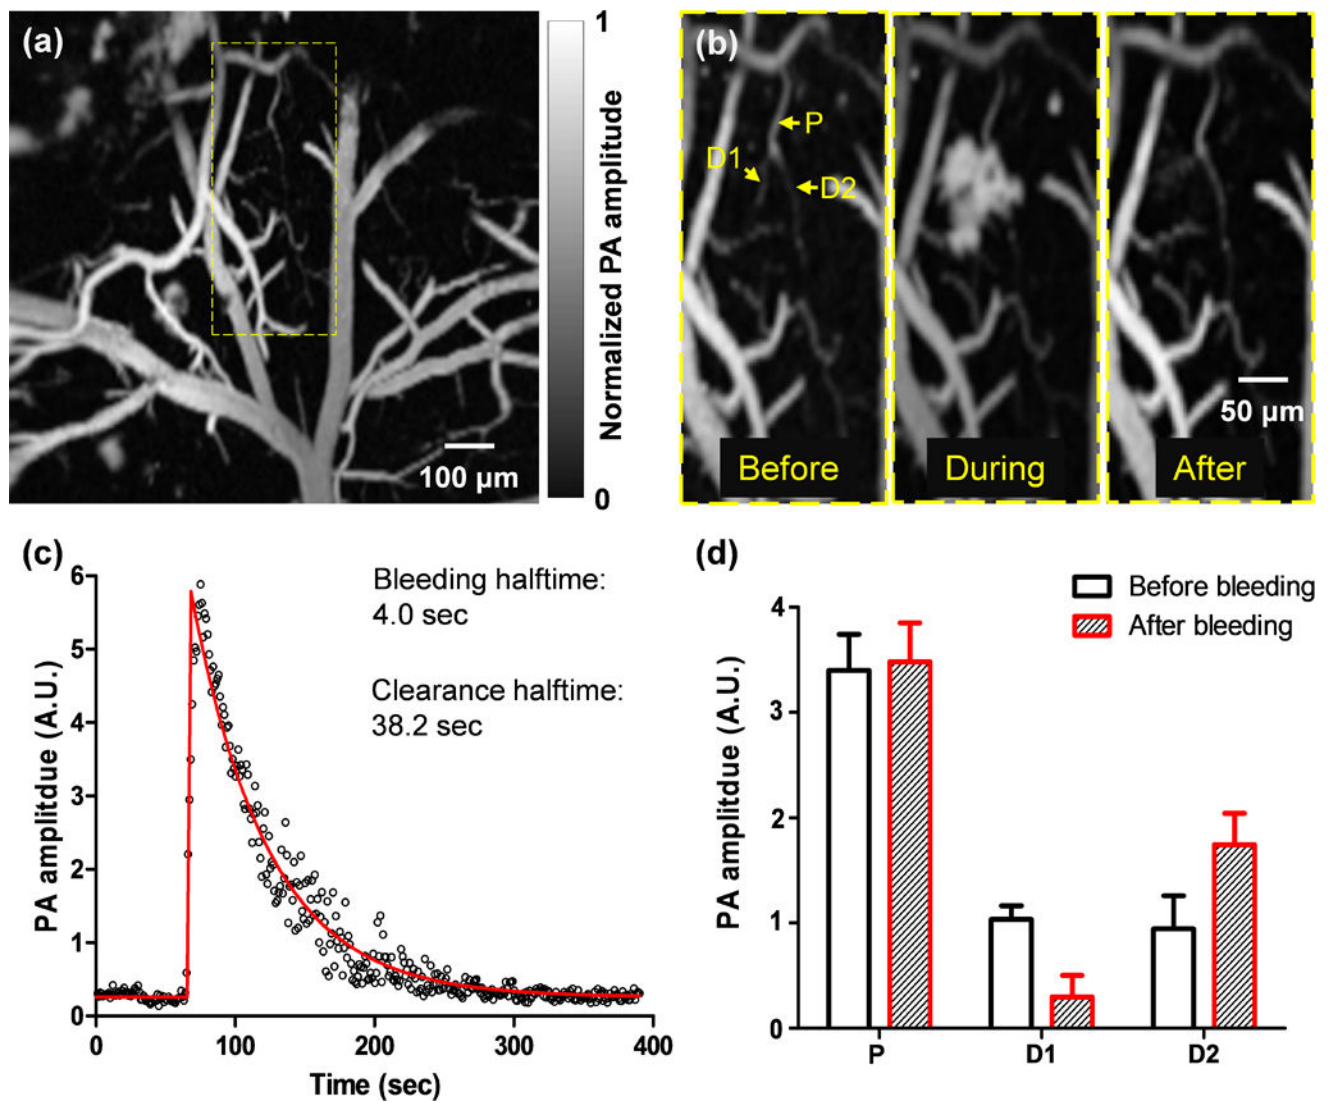 (a)
1
Normalized PA amplitude
0
100 µm
(b)
P
D1
D2
50 µm
Before
During
After
(c)
6
5
4
3
2
1
0
PA amplitdue (A.U.)
Bleeding halftime:
4.0 sec
Clearance halftime:
38.2 sec
0 100 200 300 400
Time (sec)
(d)
Before bleeding
After bleeding
4
3
2
1
0
PA amplitdue (A.U.)
P D1 D2